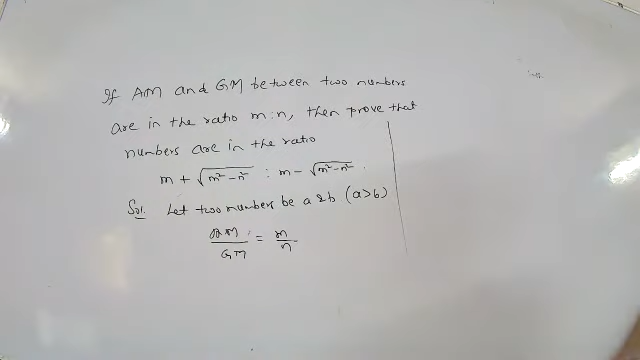 If AM and GM between two numbers
are in the ratio m:n, then prove that
numbers are in the ratio
m + √(m² - n²) : m - √(m² - n²).
Sol. Let two numbers be a & b (a>b)
AM/GM = m/n